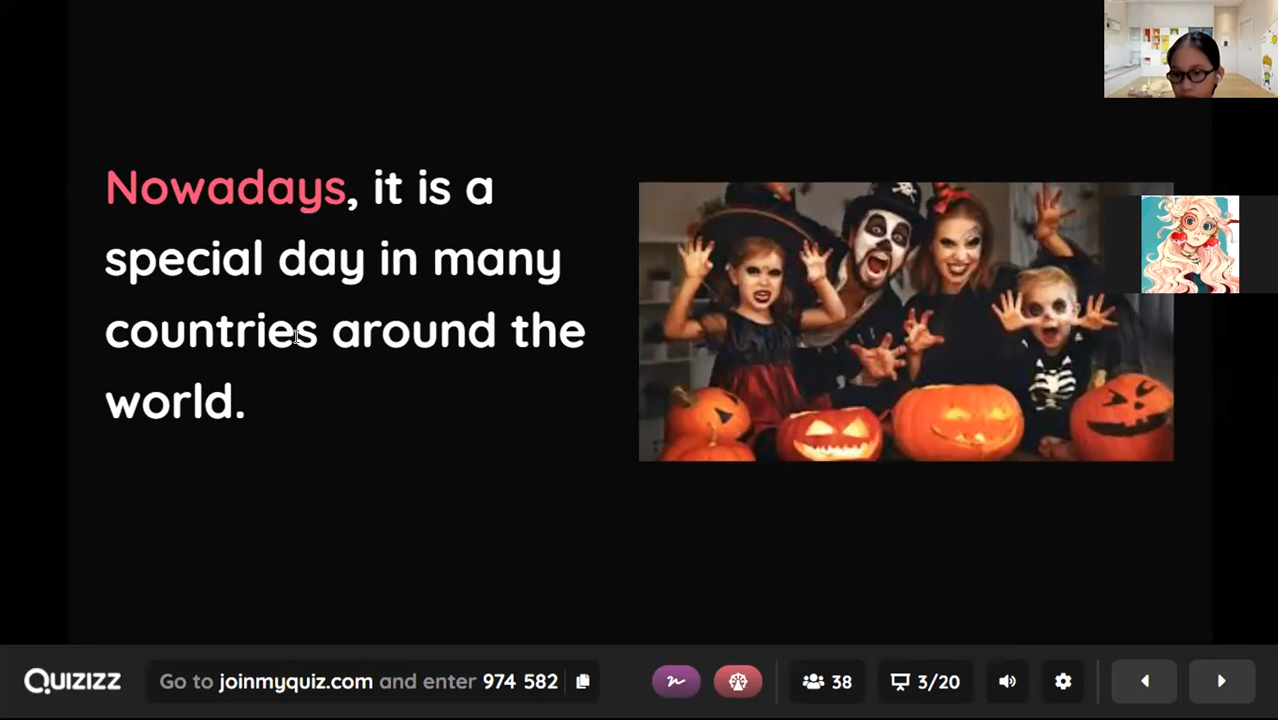 Nowadays, it is a
special day in many
countries around the
world.
QUIZIZZ
Go to joinmyquiz.com and enter 974 582
38
3/20